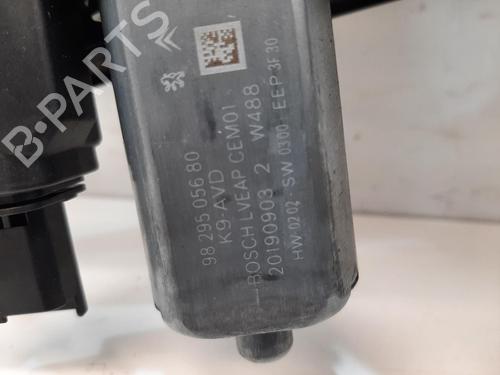 B-PARTS
98 295 056 80
K9-AVD
BOSCH LVEAP CEM01
20190903 2 W488
HW 0202 - SW 0300 - EEP 3F30